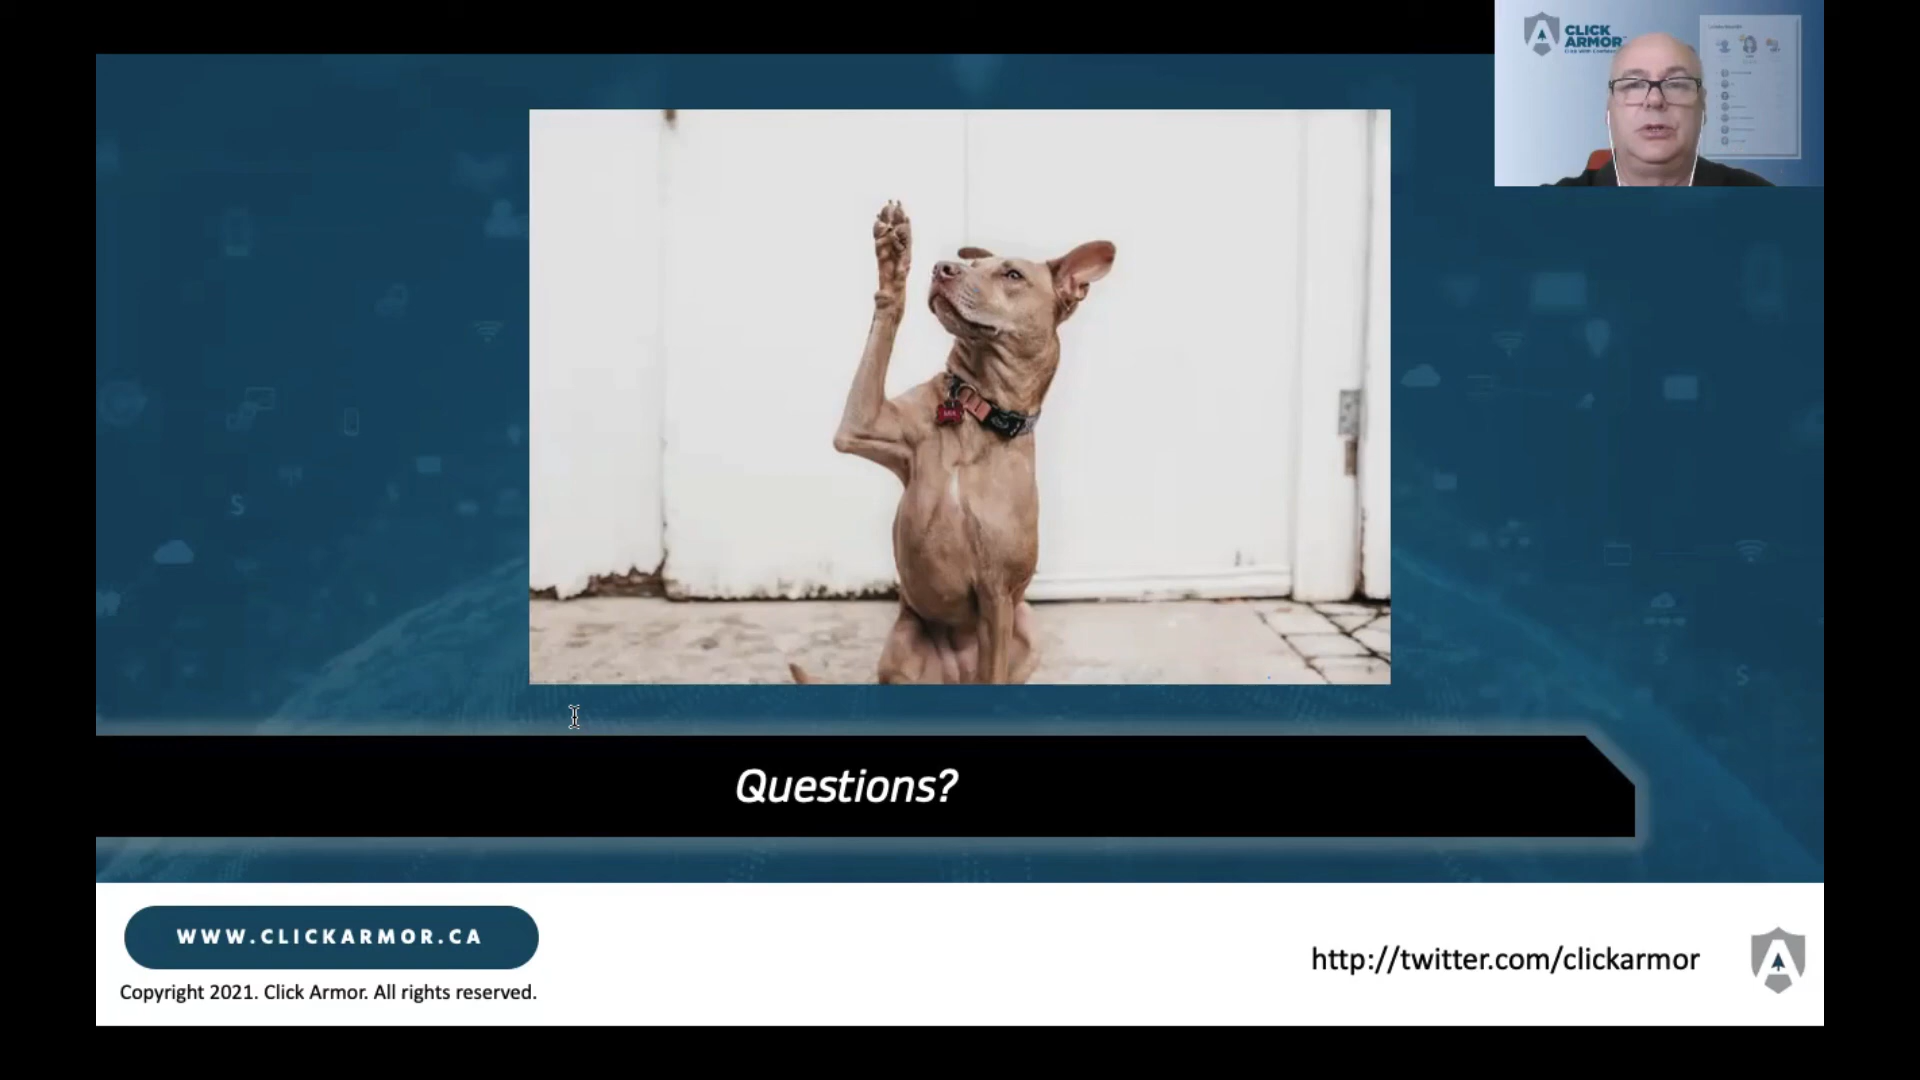 CLICK
ARMOR
Questions?
WWW.CLICKARMOR.CA
Copyright 2021. Click Armor. All rights reserved.
http://twitter.com/clickarmor